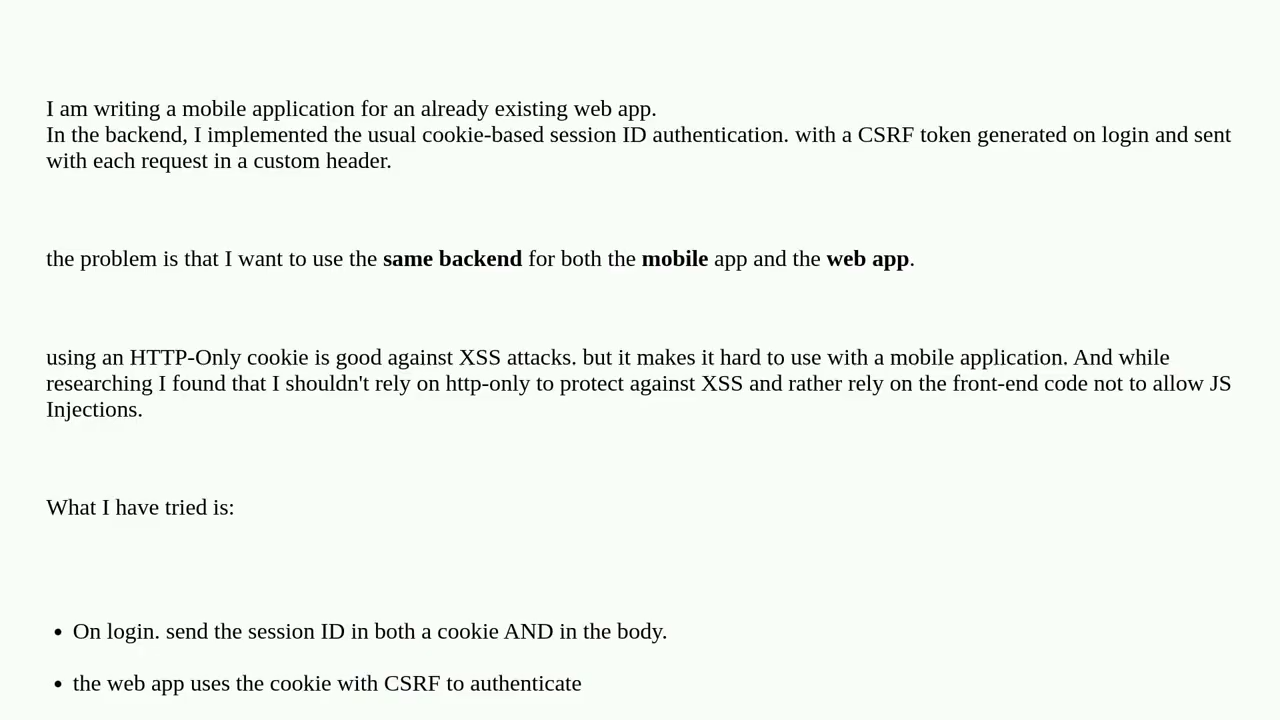 I am writing a mobile application for an already existing web app.
In the backend, I implemented the usual cookie-based session ID authentication. with a CSRF token generated on login and sent
with each request in a custom header.
the problem is that I want to use the same backend for both the mobile app and the web app.
using an HTTP-Only cookie is good against XSS attacks. but it makes it hard to use with a mobile application. And while
researching I found that I shouldn't rely on http-only to protect against XSS and rather rely on the front-end code not to allow JS
Injections.
What I have tried is:
• On login. send the session ID in both a cookie AND in the body.
• the web app uses the cookie with CSRF to authenticate